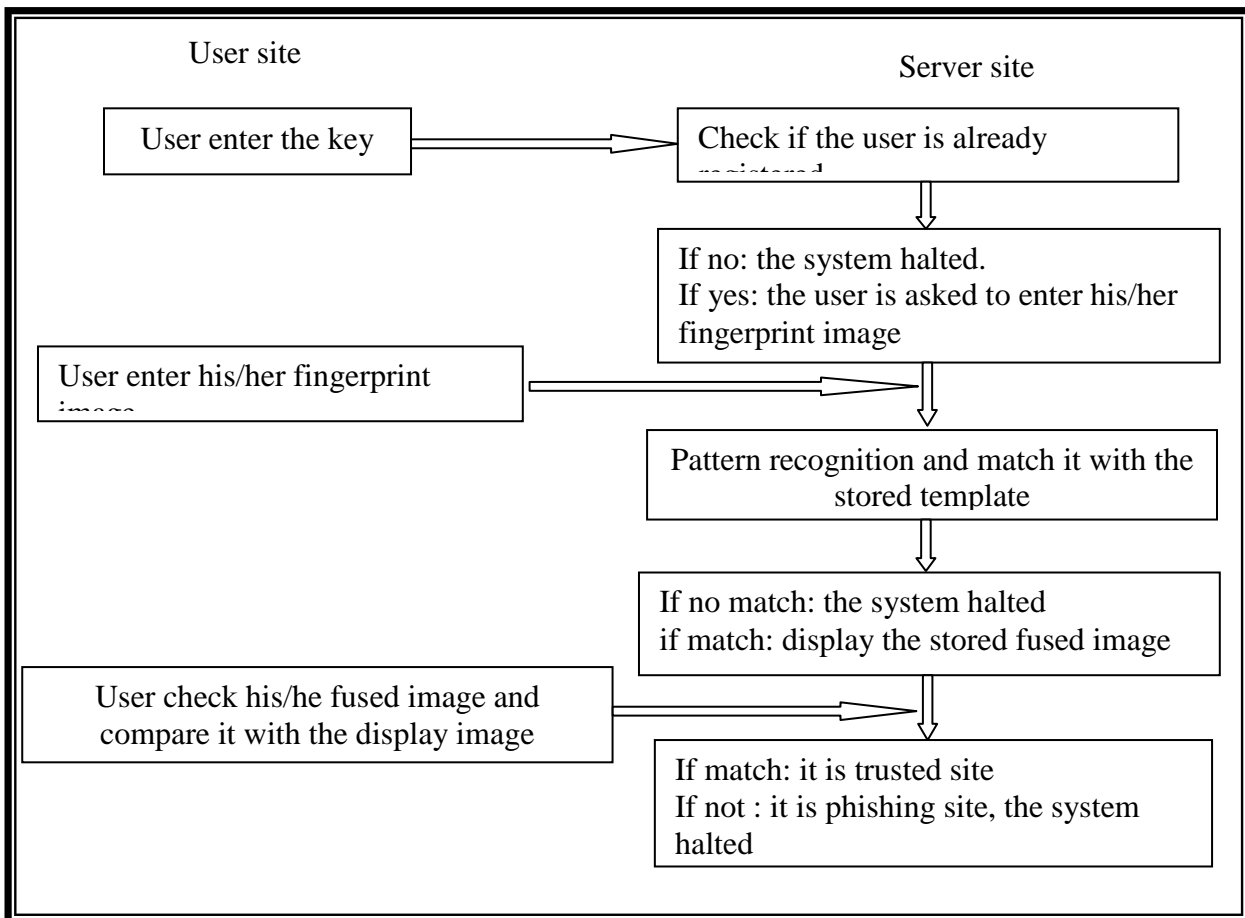 User site
Server site
User enter the key
Check if the user is already
registered
If no: the system halted.
If yes: the user is asked to enter his/her
fingerprint image
User enter his/her fingerprint
image
Pattern recognition and match it with the
stored template
If no match: the system halted
if match: display the stored fused image
User check his/he fused image and
compare it with the display image
If match: it is trusted site
If not : it is phishing site, the system
halted